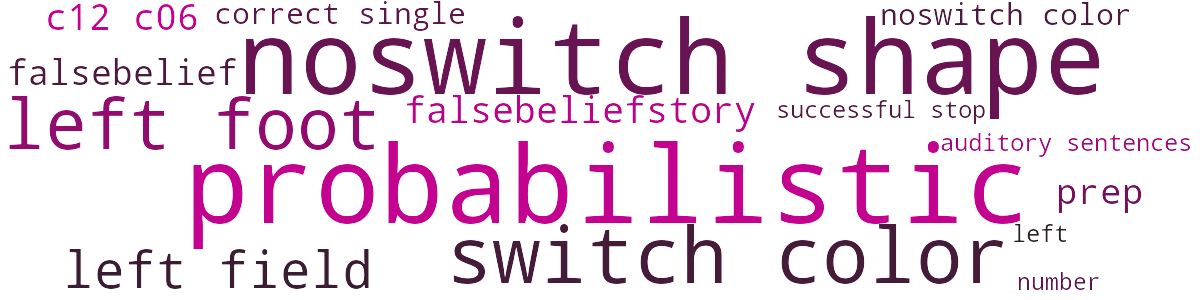 c12 c06
correct single
noswitch color
noswitch shape
falsebelief
left foot
falsebeliefstory
successful stop
auditory sentences
probabilistic
prep
switch color
left
left field
number